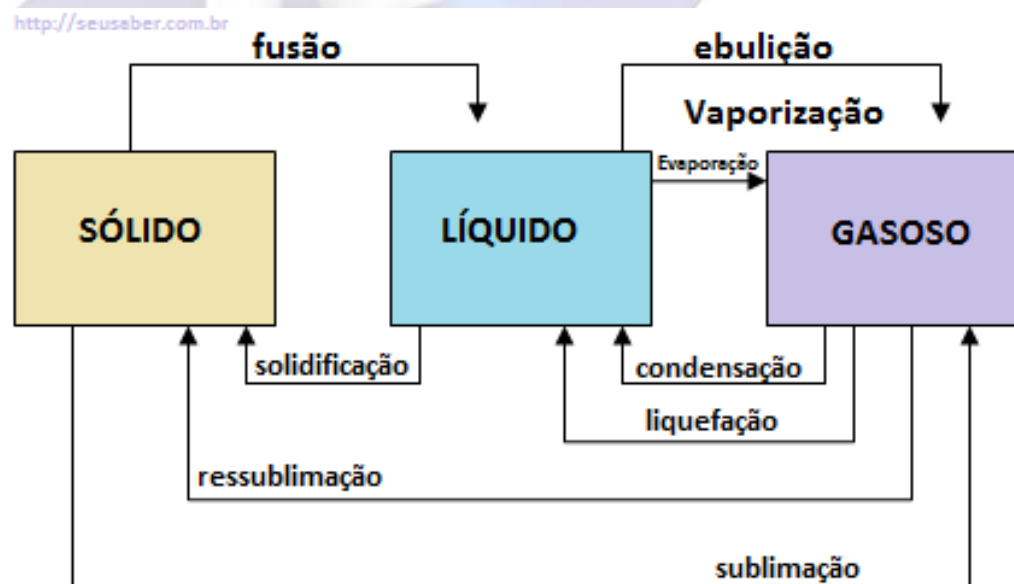 http://seusaber.com.br
fusão
ebulição
Vaporização
Evaporação
SÓLIDO
LÍQUIDO
GASOSO
solidificação
condensação
liquefação
ressublimação
sublimação